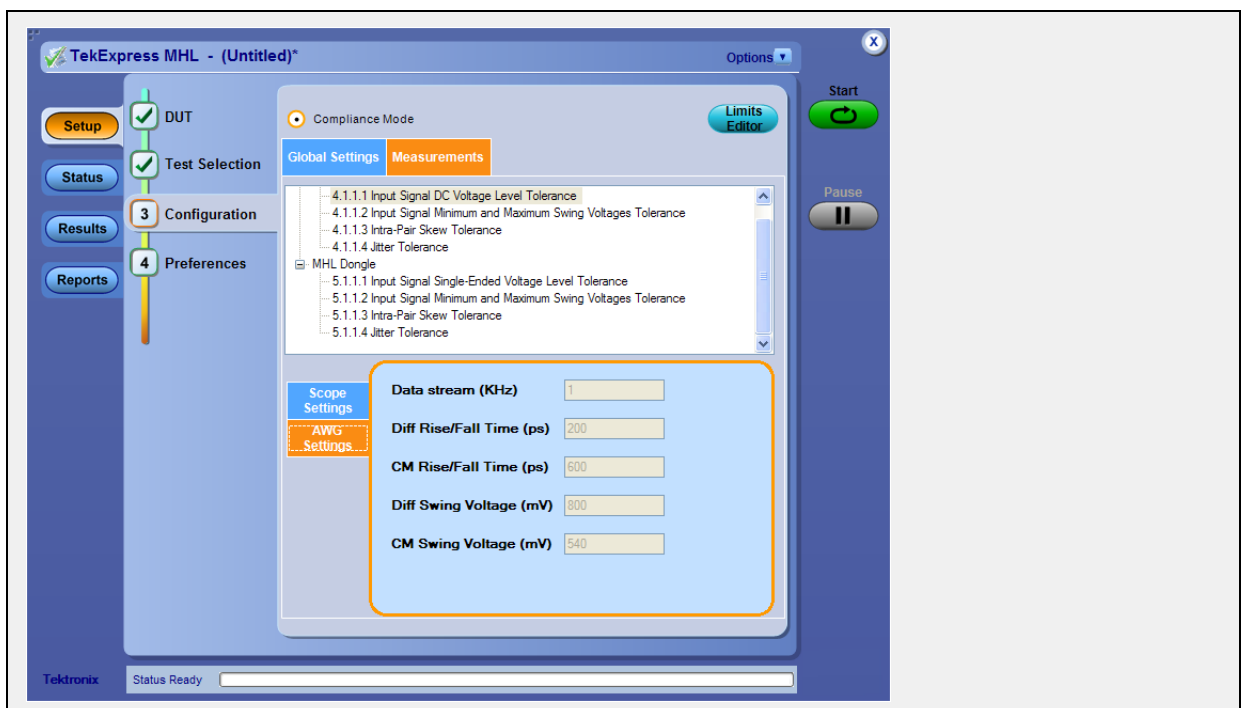 TekExpress MHL - (Untitled)*
Options
X
Setup
Status
Results
Reports
DUT
Test Selection
3 Configuration
4 Preferences
Compliance Mode
Limits
Editor
Start
Pause
Global Settings Measurements
4.1.1.1 Input Signal DC Voltage Level Tolerance
4.1.1.2 Input Signal Minimum and Maximum Swing Voltages Tolerance
4.1.1.3 Intra-Pair Skew Tolerance
4.1.1.4 Jitter Tolerance
MHL Dongle
5.1.1.1 Input Signal Single-Ended Voltage Level Tolerance
5.1.1.2 Input Signal Minimum and Maximum Swing Voltages Tolerance
5.1.1.3 Intra-Pair Skew Tolerance
5.1.1.4 Jitter Tolerance
Scope
Settings
AWG
Settings
Data stream (KHz) 1
Diff Rise/Fall Time (ps) 200
CM Rise/Fall Time (ps) 600
Diff Swing Voltage (mV) 800
CM Swing Voltage (mV) 540
Tektronix
Status Ready